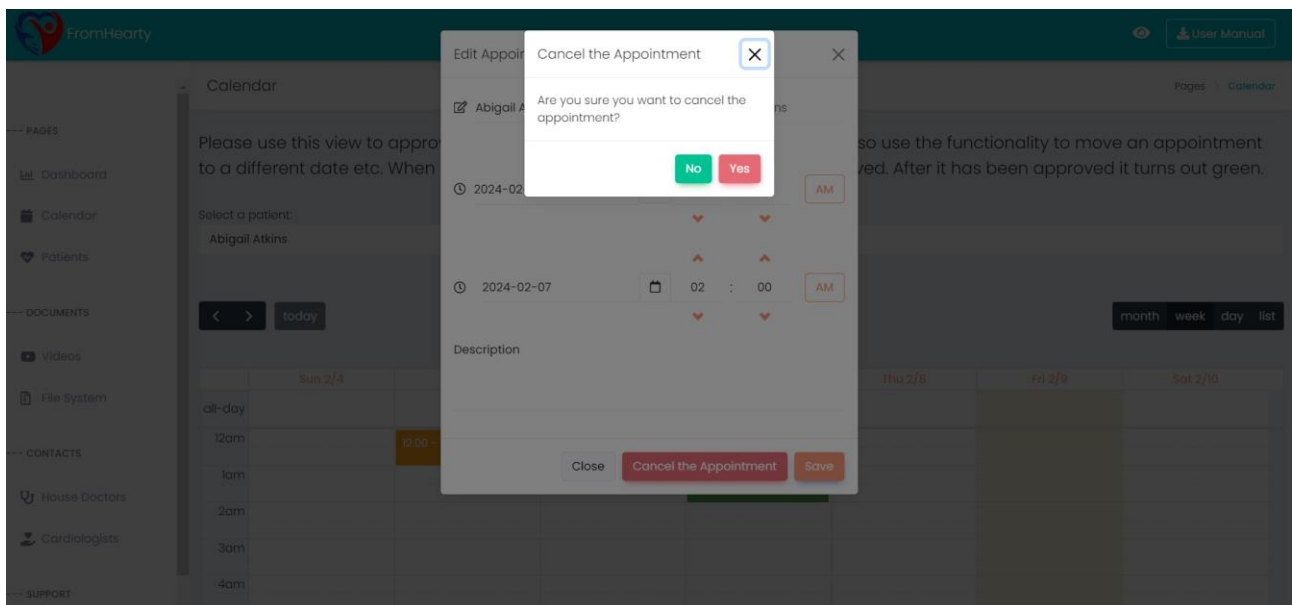 FromHearty
User Manual
Edit Appoin
Cancel the Appointment
Are you sure you want to cancel the
appointment?
No Yes
Calendar
Pages Calendar
Abigail A
ns
PAGES
Dashboard
Calendar
Patients
DOCUMENTS
Videos
File System
CONTACTS
House Doctors
Cardiologists
SUPPORT
Please use this view to appro so use the functionality to move an appointment
to a different date etc. When ved. After it has been approved it turns out green.
Select a patient:
Abigail Atkins
2024-02 AM
2024-02-07 02 : 00 AM
Description
Close Cancel the Appointment Save
today
month week day list
Sun 2/4 Fri 2/9 Sat 2/10
all-day
12am
12:00 -
1am
2am
3am
4am